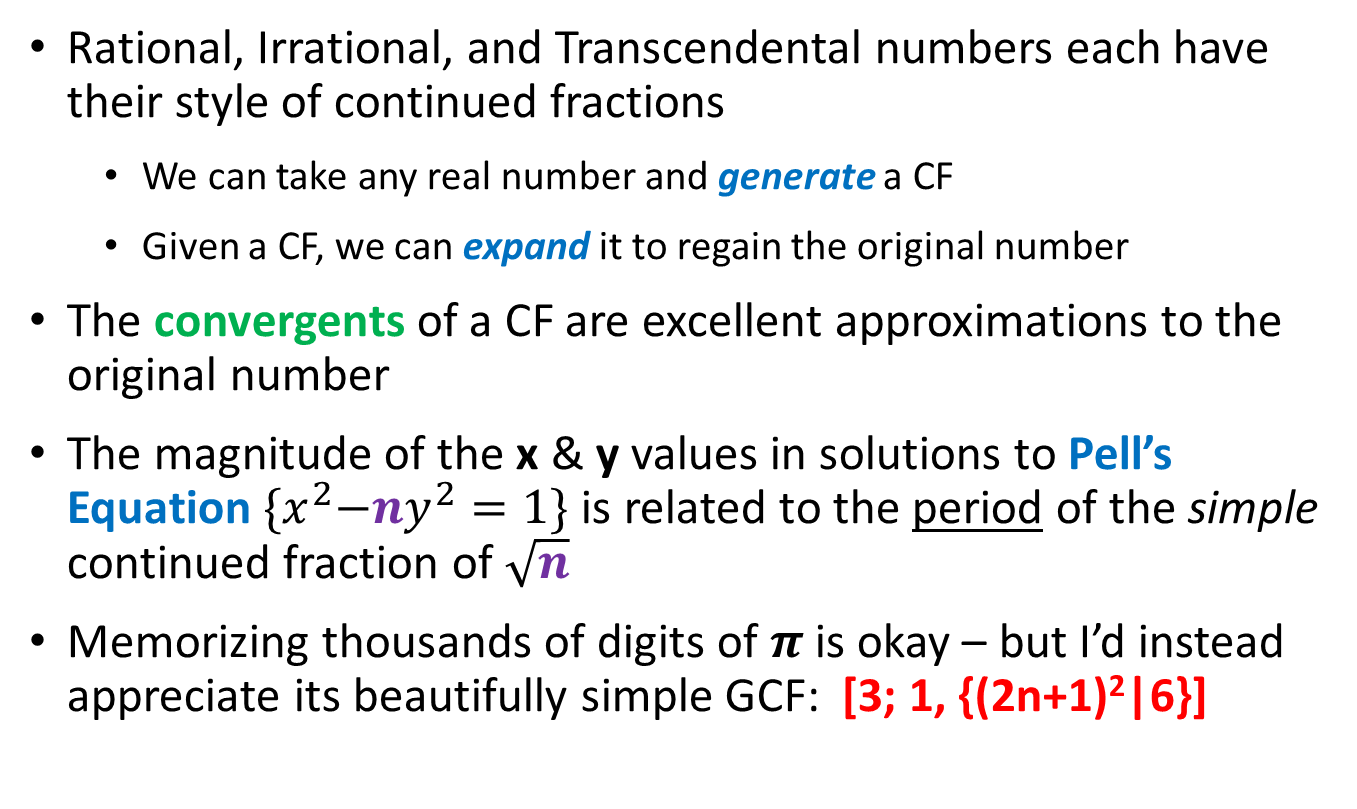 • Rational, Irrational, and Transcendental numbers each have
their style of continued fractions
• We can take any real number and generate a CF
• Given a CF, we can expand it to regain the original number
• The convergents of a CF are excellent approximations to the
original number
• The magnitude of the x & y values in solutions to Pell’s
Equation {x²−ny² = 1} is related to the period of the simple
continued fraction of √n
• Memorizing thousands of digits of π is okay – but I’d instead
appreciate its beautifully simple GCF: [3; 1, {(2n+1)²|6}]